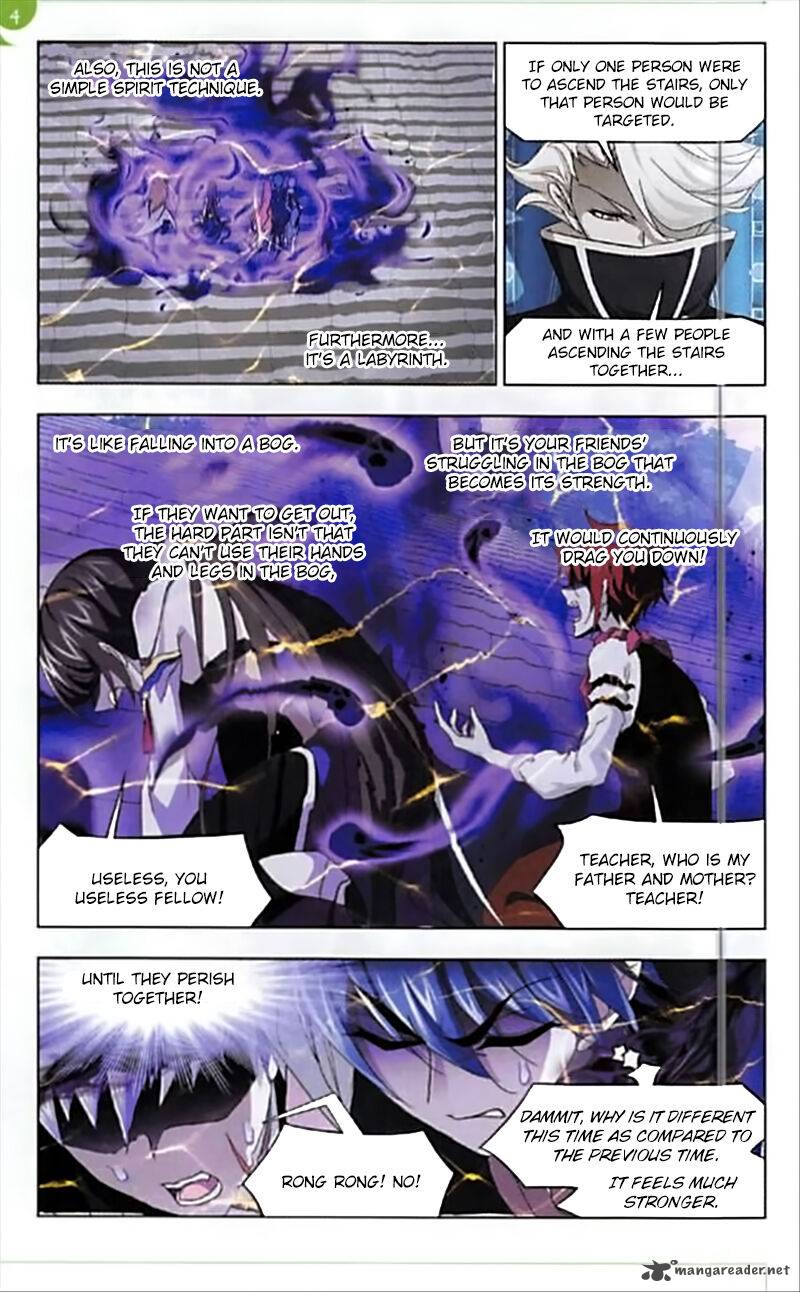 4
ALSO, THIS IS NOT A
SIMPLE SPIRIT TECHNIQUE.
FURTHERMORE...
IT'S A LABYRINTH.
IF ONLY ONE PERSON WERE
TO ASCEND THE STAIRS, ONLY
THAT PERSON WOULD BE
TARGETED.
AND WITH A FEW PEOPLE
ASCENDING THE STAIRS
TOGETHER...
IT'S LIKE FALLING INTO A BOG.
IF THEY WANT TO GET OUT,
THE HARD PART ISN'T THAT
THEY CAN'T USE THEIR HANDS
AND LEGS IN THE BOG,
BUT IT'S YOUR FRIENDS'
STRUGGLING IN THE BOG THAT
BECOMES ITS STRENGTH.
IT WOULD CONTINUOUSLY
DRAG YOU DOWN!
USELESS, YOU
USELESS FELLOW!
TEACHER, WHO IS MY
FATHER AND MOTHER?
TEACHER!
UNTIL THEY PERISH
TOGETHER!
RONG RONG! NO!
DAMMIT, WHY IS IT DIFFERENT
THIS TIME AS COMPARED TO
THE PREVIOUS TIME.
IT FEELS MUCH
STRONGER.
mangareader.net